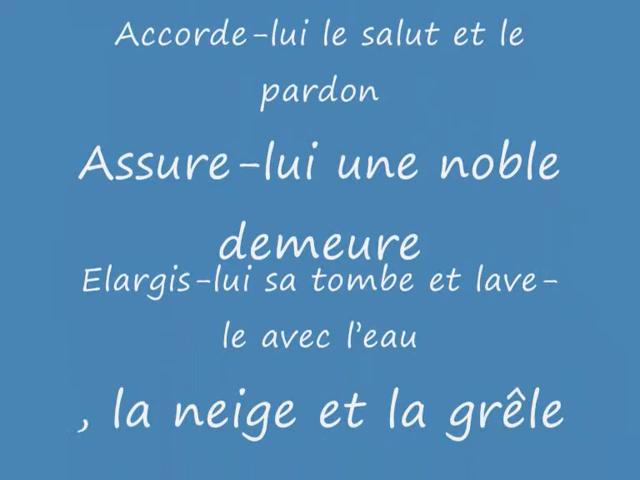 Accorde-lui le salut et le
pardon
Assure-lui une noble
demeure
Elargis-lui sa tombe et lave-
le avec l'eau
, la neige et la grêle